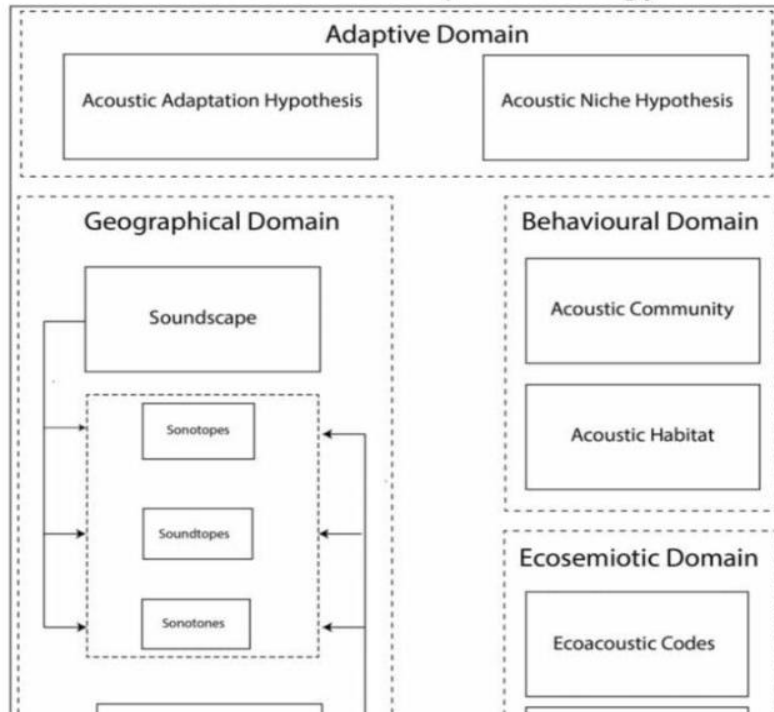 Adaptive Domain
Acoustic Adaptation Hypothesis
Acoustic Niche Hypothesis
Geographical Domain
Soundscape
Sonotopes
Soundtopes
Sonotones
Behavioural Domain
Acoustic Community
Acoustic Habitat
Ecosemiotic Domain
Ecoacoustic Codes